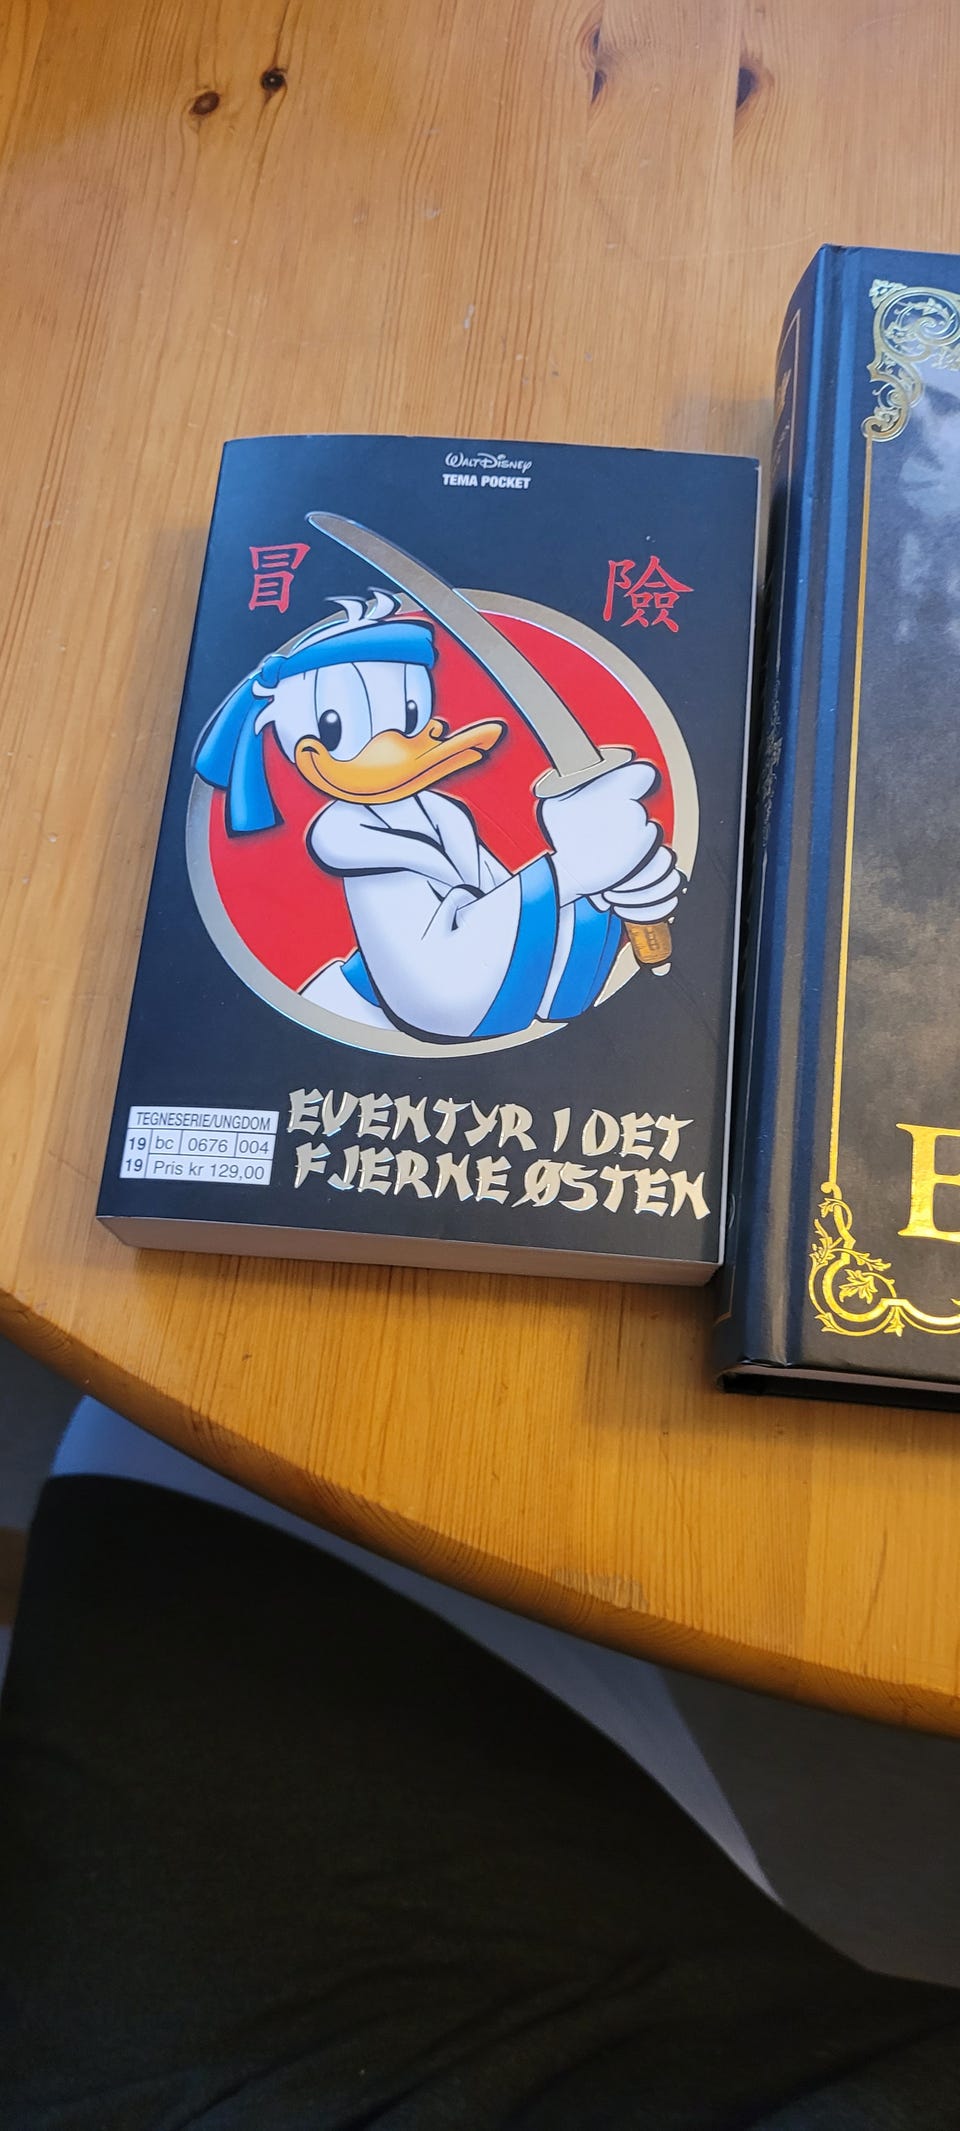 WALT DISNEY
TEMA POCKET
冒 險
TEGNESERIE/UNGDOM
19 bc 0676 004
19 Pris kr 129,00
EVENTYR I DET
FJERNE ØSTEN